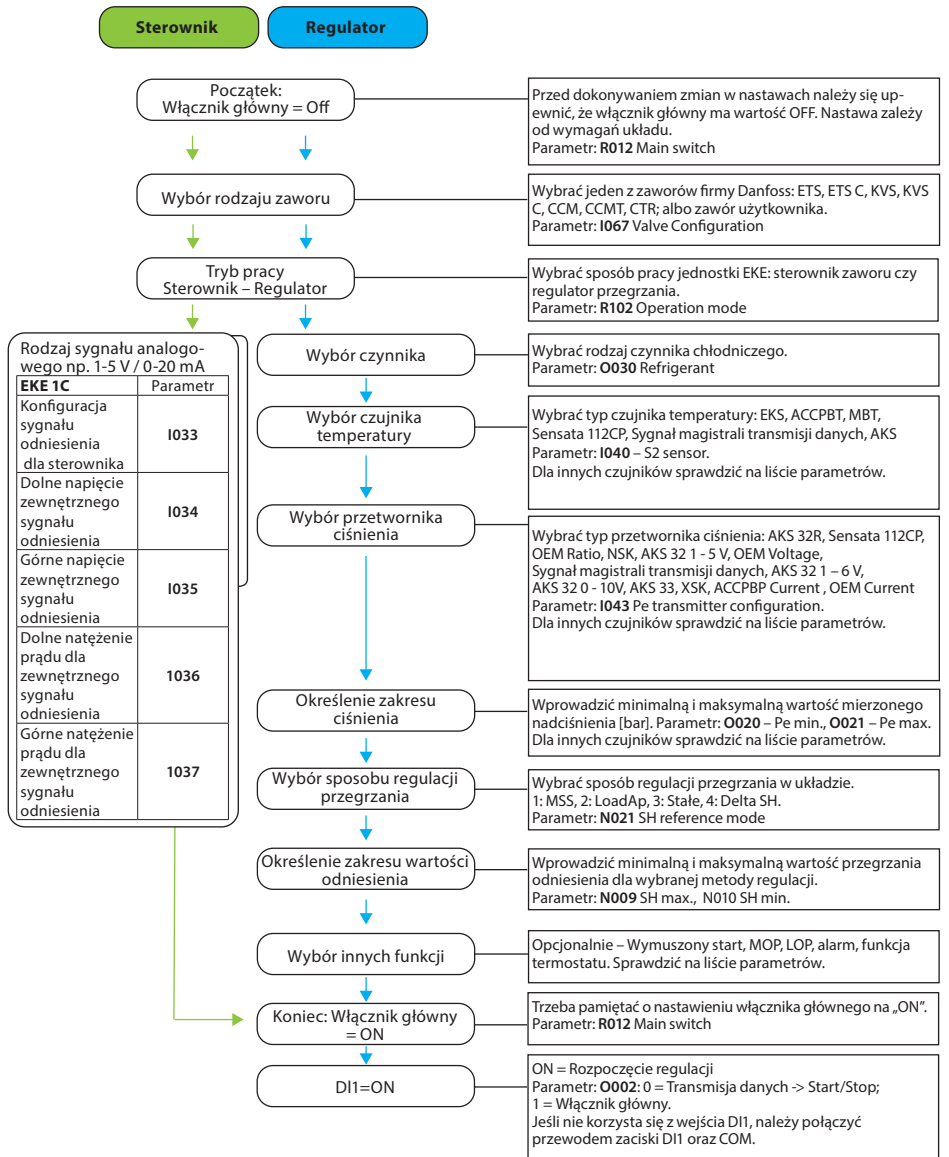 Sterownik
Regulator
Początek:
Włącznik główny = Off
Przed dokonywaniem zmian w nastawach należy się up-
ewnić, że włącznik główny ma wartość OFF. Nastawa zależy
od wymagań układu.
Parametr: R012 Main switch
Wybór rodzaju zaworu
Wybrać jeden z zaworów firmy Danfoss: ETS, ETS C, KVS, KVS
C, CCM, CCMT, CTR; albo zawór użytkownika.
Parametr: I067 Valve Configuration
Tryb pracy
Sterownik – Regulator
Wybrać sposób pracy jednostki EKE: sterownik zaworu czy
regulator przegrzania.
Parametr: R102 Operation mode
Rodzaj sygnału analogo-
wego np. 1-5 V / 0-20 mA
EKE 1C Parametr
Konfiguracja
sygnału
odniesienia
dla sterownika
I033
Dolne napięcie
zewnętrznego
sygnału
odniesienia
I034
Górne napięcie
zewnętrznego
sygnału
odniesienia
I035
Dolne natężenie
prądu dla
zewnętrznego
sygnału
odniesienia
1036
Górne natężenie
prądu dla
zewnętrznego
sygnału
odniesienia
1037
Wybór czynnika
Wybrać rodzaj czynnika chłodniczego.
Parametr: O030 Refrigerant
Wybór czujnika
temperatury
Wybrać typ czujnika temperatury: EKS, ACCPBT, MBT,
Sensata 112CP, Sygnał magistrali transmisji danych, AKS
Parametr: I040 – S2 sensor.
Dla innych czujników sprawdzić na liście parametrów.
Wybór przetwornika
ciśnienia
Wybrać typ przetwornika ciśnienia: AKS 32R, Sensata 112CP,
OEM Ratio, NSK, AKS 32 1 - 5 V, OEM Voltage,
Sygnał magistrali transmisji danych, AKS 32 1 – 6 V,
AKS 32 0 - 10V, AKS 33, XSK, ACCPBP Current , OEM Current
Parametr: I043 Pe transmitter configuration.
Dla innych czujników sprawdzić na liście parametrów.
Określenie zakresu
ciśnienia
Wprowadzić minimalną i maksymalną wartość mierzonego
nadciśnienia [bar]. Parametr: O020 – Pe min., O021 – Pe max.
Dla innych czujników sprawdzić na liście parametrów.
Wybór sposobu regulacji
przegrzania
Wybrać sposób regulacji przegrzania w układzie.
1: MSS, 2: LoadAp, 3: Stałe, 4: Delta SH.
Parametr: N021 SH reference mode
Określenie zakresu wartości
odniesienia
Wprowadzić minimalną i maksymalną wartość przegrzania
odniesienia dla wybranej metody regulacji.
Parametr: N009 SH max., N010 SH min.
Wybór innych funkcji
Opcjonalnie – Wymuszony start, MOP, LOP, alarm, funkcja
termostatu. Sprawdzić na liście parametrów.
Koniec: Włącznik główny
= ON
Trzeba pamiętać o nastawieniu włącznika głównego na „ON”.
Parametr: R012 Main switch
DI1=ON
ON = Rozpoczęcie regulacji
Parametr: O002: 0 = Transmisja danych -> Start/Stop;
1 = Włącznik główny.
Jeśli nie korzysta się z wejścia DI1, należy połączyć
przewodem zaciski DI1 oraz COM.